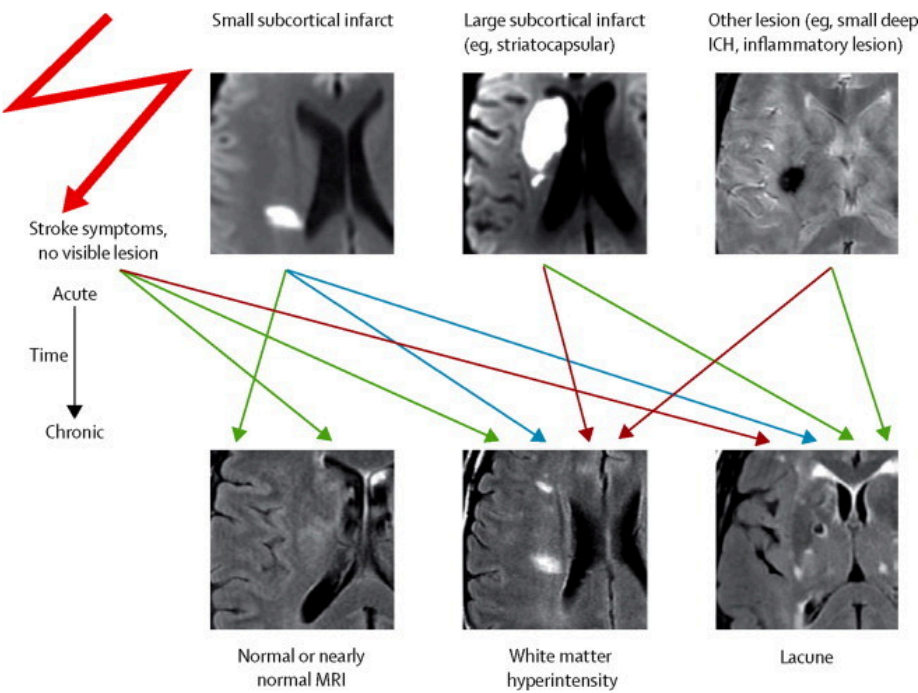 Small subcortical infarct
Large subcortical infarct
(eg, striatocapsular)
Other lesion (eg, small deep
ICH, inflammatory lesion)
Stroke symptoms,
no visible lesion
Acute
Time
Chronic
Normal or nearly
normal MRI
White matter
hyperintensity
Lacune